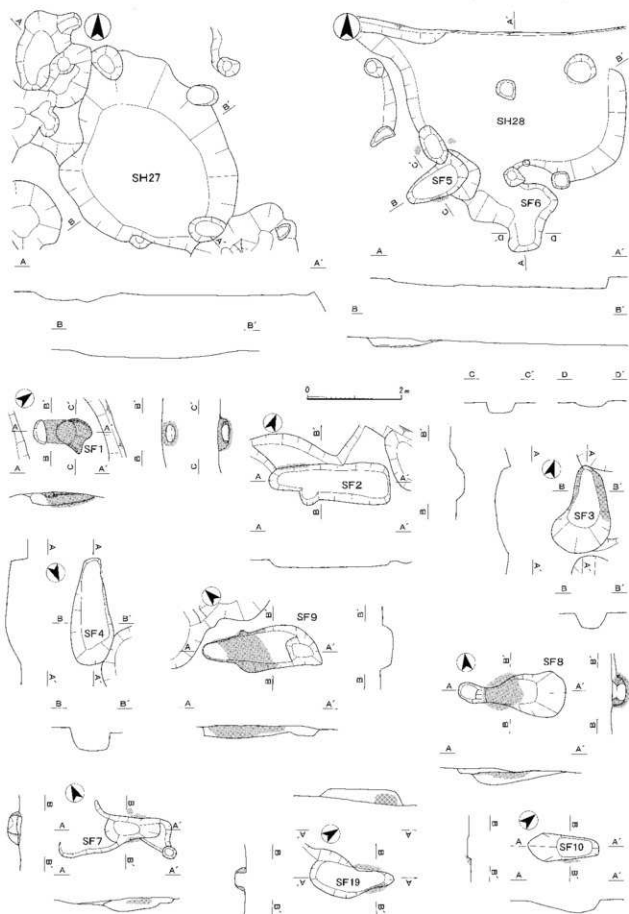 A
B'
SH27
B
A'
A A'
B B'
A'
B'
SH28
C'
SF5
B
C
SF6
D D'
A
A A'
B B'
C C' D D'
0 2m
B' C'
A A'
SF1
B C
A A'
B' C'
B C
B'
A A'
SF2
B
A A'
B'
B
A' A'
B B'
SF3
A' A'
B B'
A A
B B'
SF4
A' A'
B B'
SF9
B'
A A'
B
A A'
B'
B
SF8
B'
A A'
B
A A'
B'
B
SF7
B
A A'
B'
A A'
B
B'
A A
B B
SF19
A' A'
B' B'
SF10
B
A A'
B'
A A'
B
B'